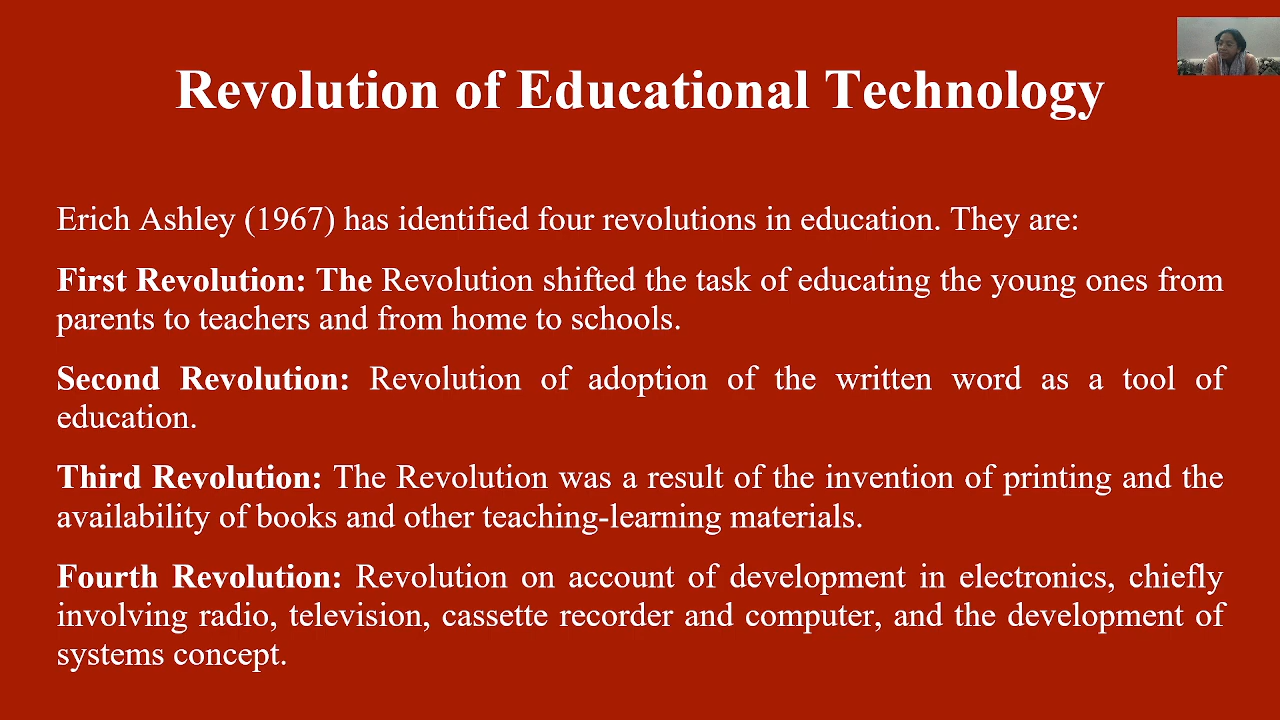 Revolution of Educational Technology
Erich Ashley (1967) has identified four revolutions in education. They are:
First Revolution: The Revolution shifted the task of educating the young ones from
parents to teachers and from home to schools.
Second Revolution: Revolution of adoption of the written word as a tool of
education.
Third Revolution: The Revolution was a result of the invention of printing and the
availability of books and other teaching-learning materials.
Fourth Revolution: Revolution on account of development in electronics, chiefly
involving radio, television, cassette recorder and computer, and the development of
systems concept.